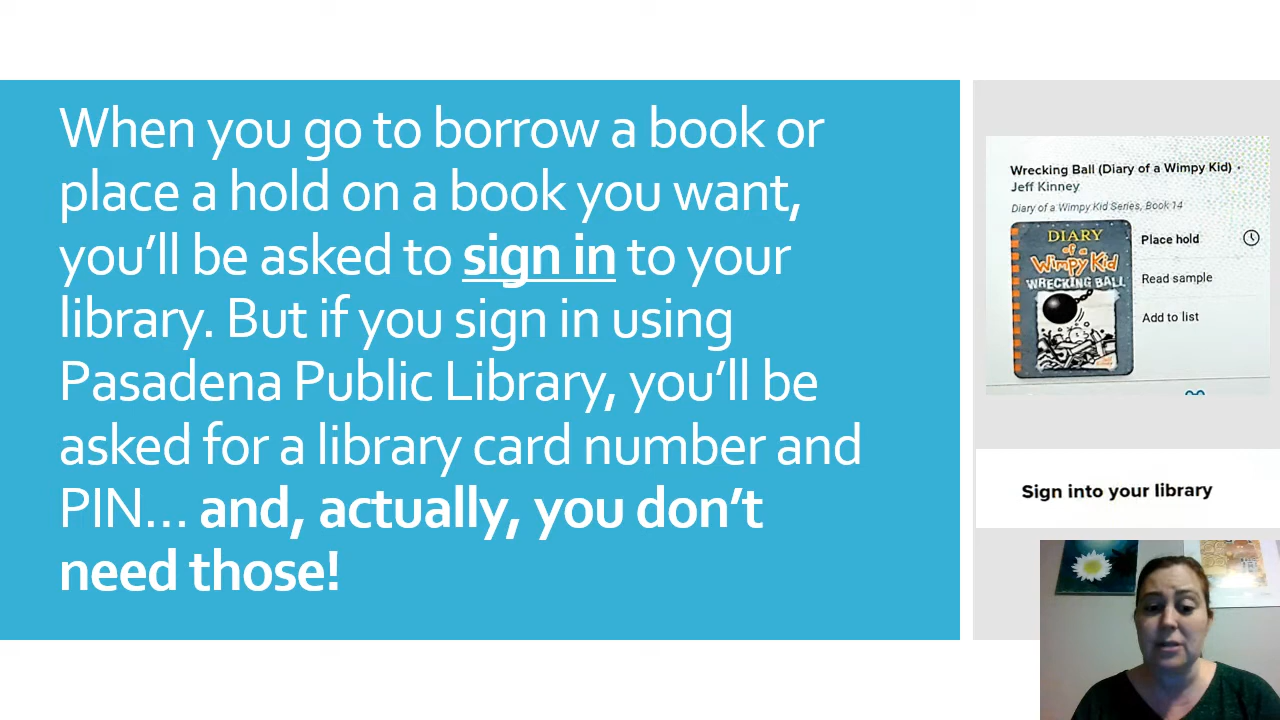 When you go to borrow a book or
place a hold on a book you want,
you’ll be asked to sign in to your
library. But if you sign in using
Pasadena Public Library, you’ll be
asked for a library card number and
PIN… and, actually, you don’t
need those!
Wrecking Ball (Diary of a Wimpy Kid) •
Jeff Kinney
Diary of a Wimpy Kid Series, Book 14
DIARY
of a
Wimpy Kid
WRECKING BALL
Place hold
Read sample
Add to list
Sign into your library